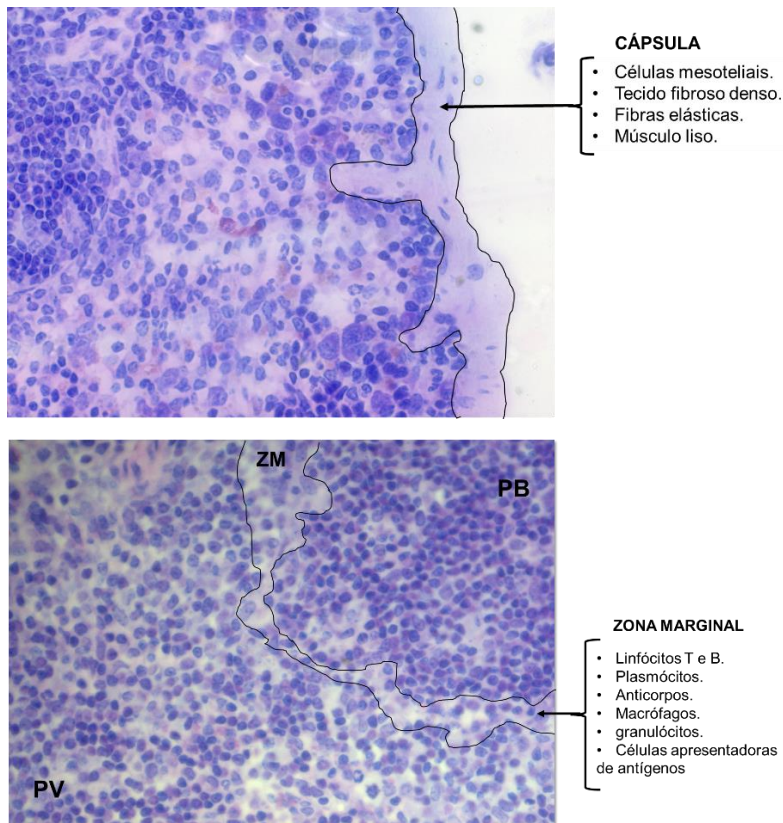 CÁPSULA
• Células mesoteliais.
• Tecido fibroso denso.
• Fibras elásticas.
• Músculo liso.
ZM
PB
PV
ZONA MARGINAL
• Linfócitos T e B.
• Plasmócitos.
• Anticorpos.
• Macrófagos.
• granulócitos.
• Células apresentadoras
de antígenos